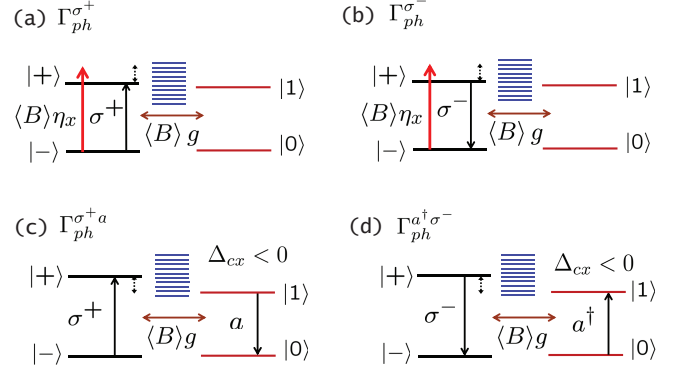 (a) Γ_{ph}^{σ^+}
|+⟩
|1⟩
⟨B⟩η_x σ^+
⟨B⟩ g
|−⟩
|0⟩
(b) Γ_{ph}^{σ^−}
|+⟩
|1⟩
⟨B⟩η_x σ^−
⟨B⟩ g
|−⟩
|0⟩
(c) Γ_{ph}^{σ^+ a}
Δ_{cx} < 0
|+⟩
|1⟩
σ^+
⟨B⟩ g
a
|−⟩
|0⟩
(d) Γ_{ph}^{a^† σ^−}
Δ_{cx} < 0
|+⟩
|1⟩
σ^−
⟨B⟩g
a^†
|−⟩
|0⟩